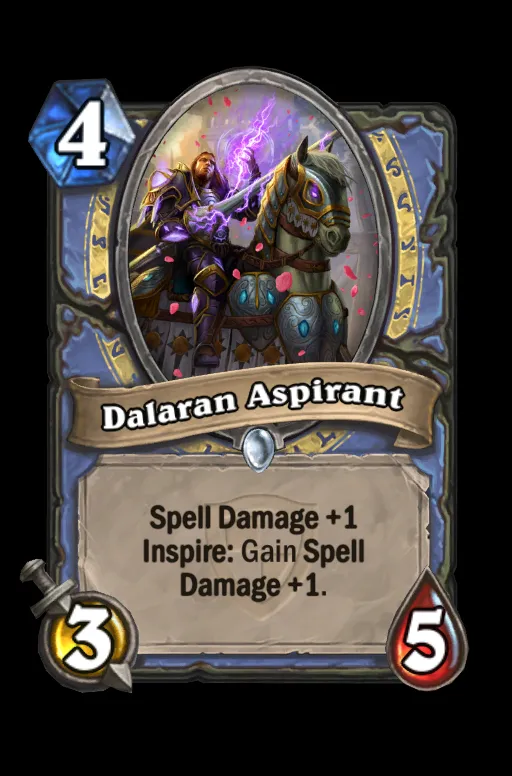 4
Dalaran Aspirant
Spell Damage +1
Inspire: Gain Spell
Damage +1.
3
5